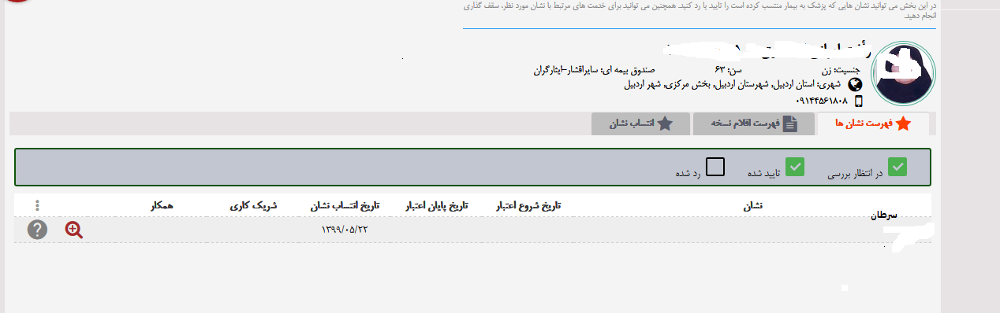 در این بخش می توانید نشان هایی که پزشک به بیمار منتسب کرده است را تایید یا رد کنید. همچنین می توانید برای خدمت های مرتبط با نشان مورد نظر، سقف گذاری
انجام دهید.
جنسیت: زن سن: ۶۳ صندوق بیمه ای: سایراقشار-ایثارگران
شهری: استان اردبیل, شهرستان اردبیل, بخش مرکزی, شهر اردبیل
۰۹۱۴۴۵۶۱۸۰۸
فهرست نشان ها فهرست اقلام نسخه انتساب نشان
در انتظار بررسی تایید شده رد شده
نشان تاریخ شروع اعتبار تاریخ پایان اعتبار تاریخ انتساب نشان شریک کاری همکار
سرطان
۱۳۹۹/۰۵/۲۲